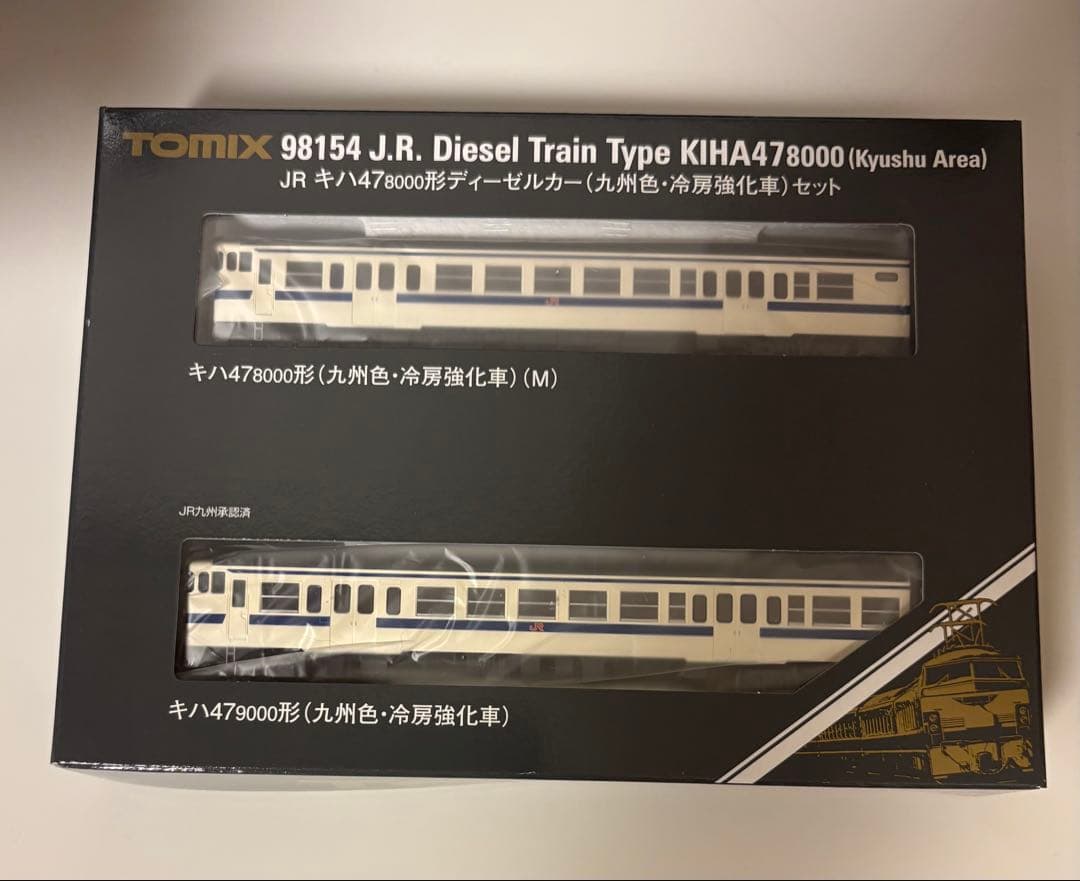 TOMIX 98154 J.R. Diesel Train Type KIHA478000 (Kyushu Area)
JR キハ478000形ディーゼルカー(九州色・冷房強化車)セット
JR
キハ478000形(九州色・冷房強化車)(M)
JR九州承認済
JR
キハ479000形(九州色・冷房強化車)